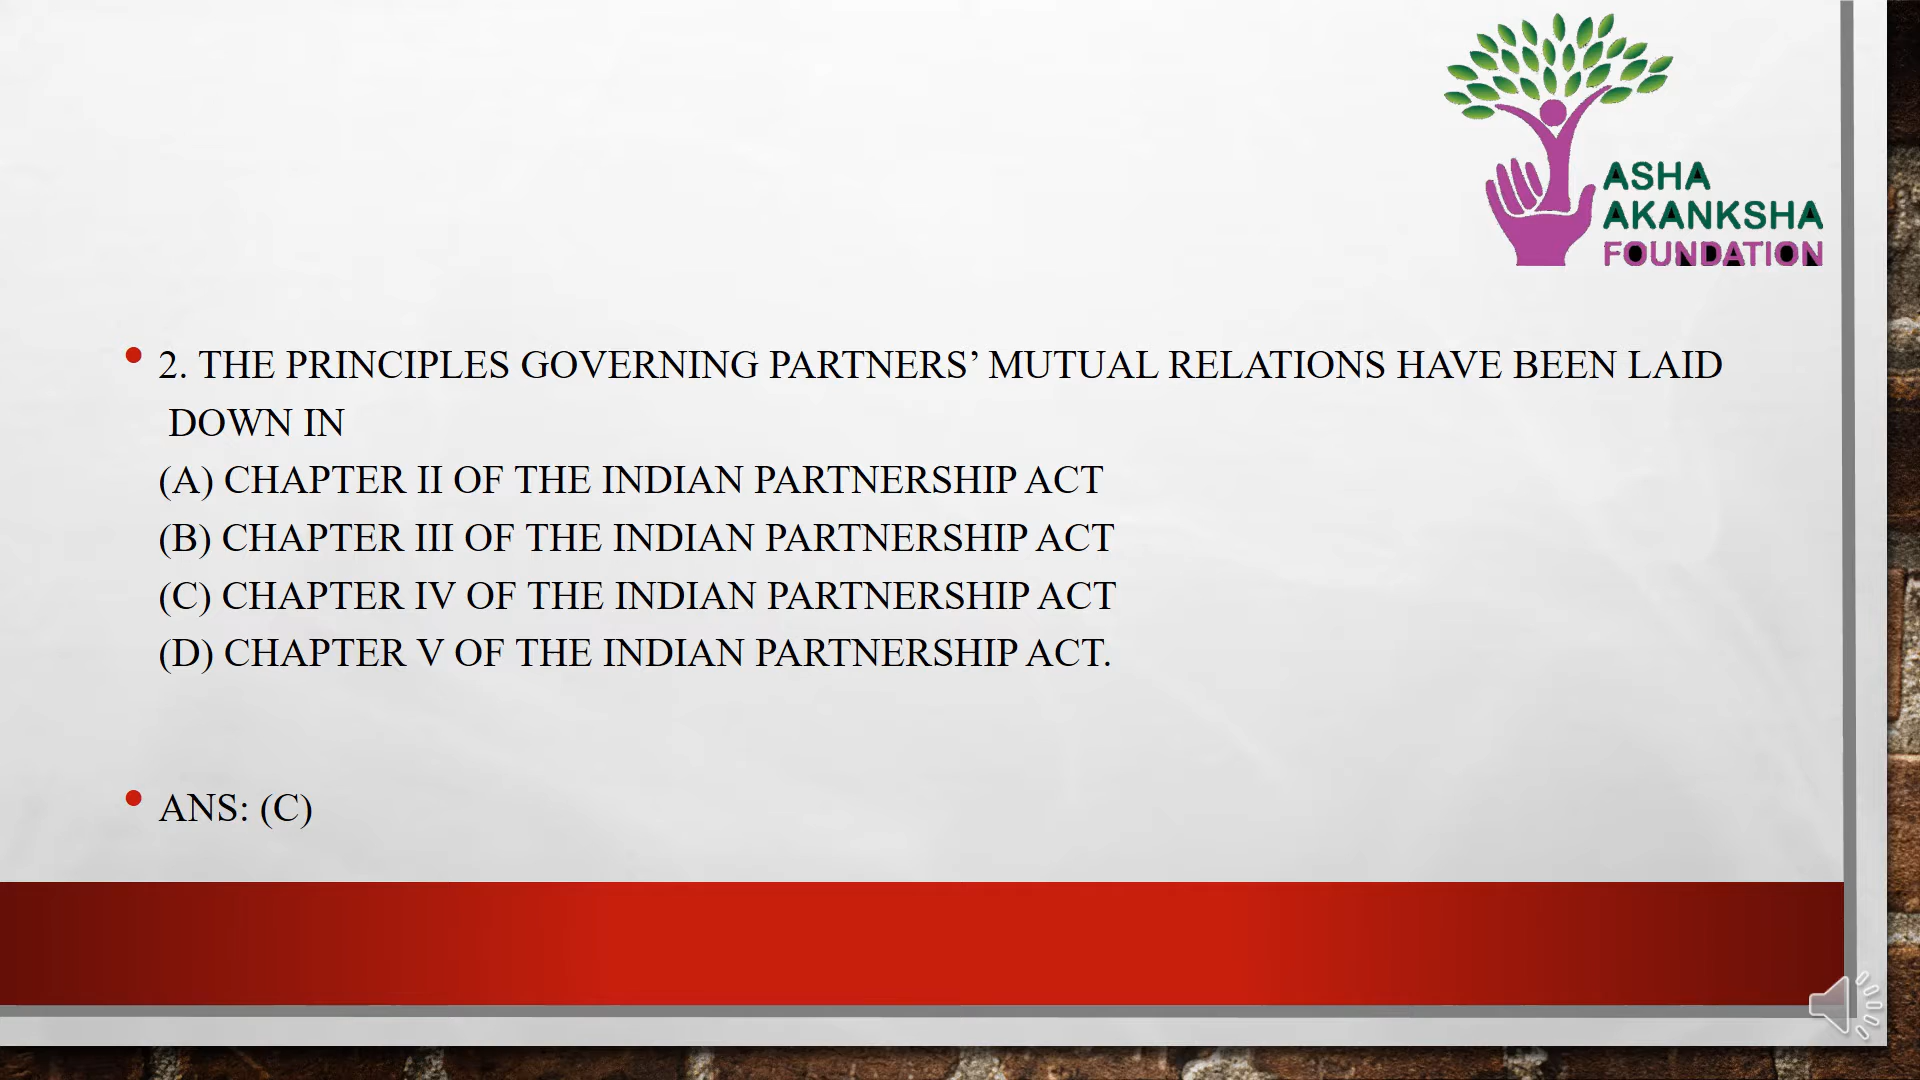 ASHA
AKANKSHA
FOUNDATION
• 2. THE PRINCIPLES GOVERNING PARTNERS’ MUTUAL RELATIONS HAVE BEEN LAID
DOWN IN
(A) CHAPTER II OF THE INDIAN PARTNERSHIP ACT
(B) CHAPTER III OF THE INDIAN PARTNERSHIP ACT
(C) CHAPTER IV OF THE INDIAN PARTNERSHIP ACT
(D) CHAPTER V OF THE INDIAN PARTNERSHIP ACT.
• ANS: (C)